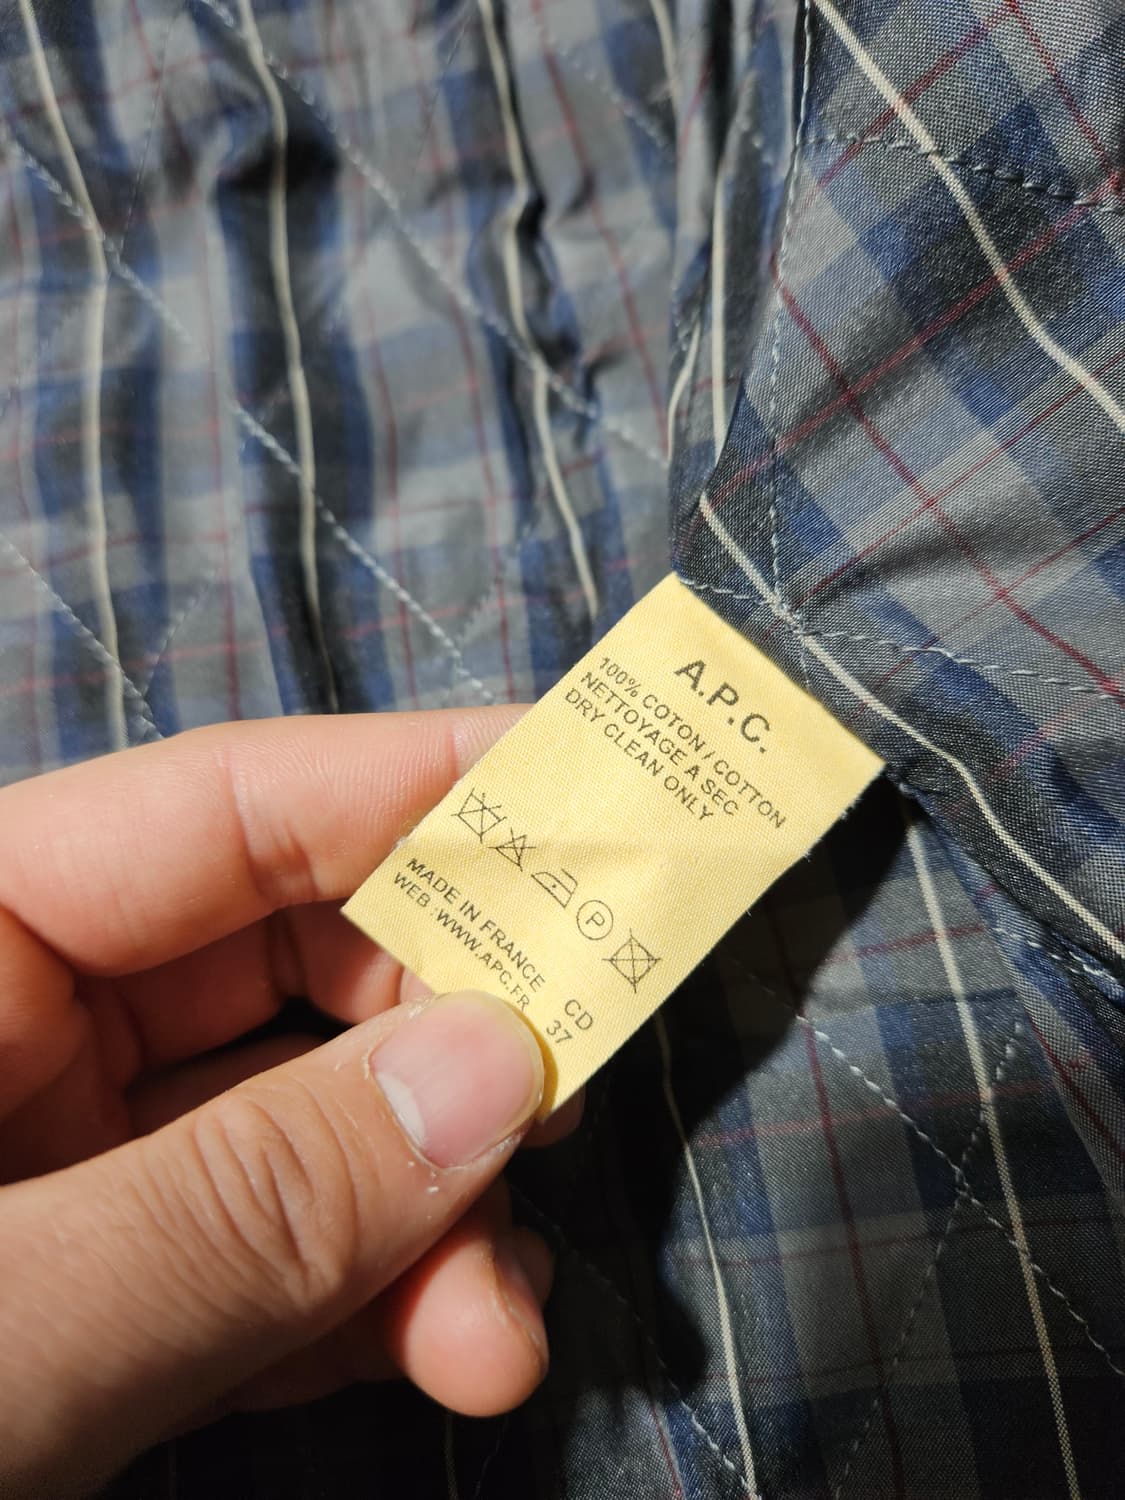 A.P.C.
100% COTON / COTTON
NETTOYAGE A SEC
DRY CLEAN ONLY
P
MADE IN FRANCE CD
WEB :WWW.APC.FR 37